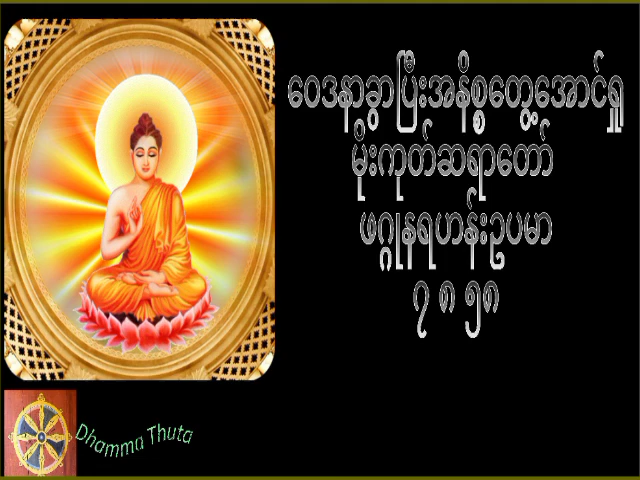 ဝေဒနာခွာပြီးအနိစ္စတွေ့အောင်ရှု
မိုးကုတ်ဆရာတော်
ဖဂ္ဂုနရဟန်းဥပမာ
၇ ၈ ၅၈
Dhamma Thuta